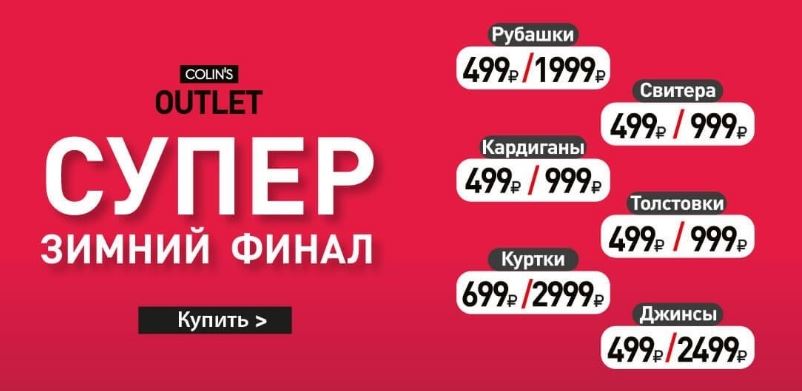 COLIN'S
OUTLET
СУПЕР
ЗИМНИЙ ФИНАЛ
Купить >
Рубашки
499₽ / 1999₽
Свитера
499₽ / 999₽
Кардиганы
499₽ / 999₽
Толстовки
499₽ / 999₽
Куртки
699₽ / 2999₽
Джинсы
499₽ / 2499₽